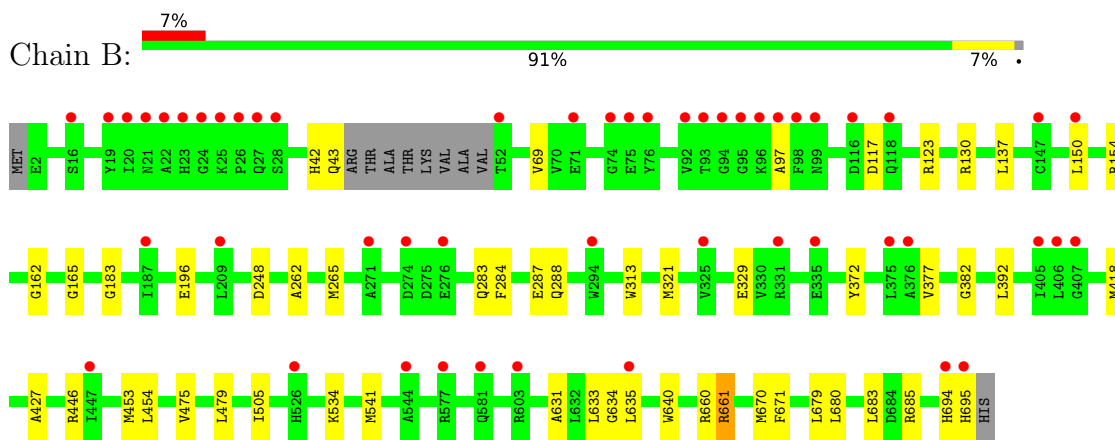 7%
Chain B:
91% 7% •
MET E2 S16 Y19 I20 N21 A22 H23 G24 K25 P26 Q27 S28 H42 Q43 ARG THR ALA THR LYS VAL ALA VAL T52 V69 V70 E71 G74 E75 Y76 V92 T93 G94 G95 K96 A97 F98 N99 D116 D117 Q118 R123 R130 L137 C147 L150 R154
G162 G165 G183 I187 E196 L209 D248 A262 M265 A271 D274 D275 E276 Q283 F284 E287 Q288 W294 W313 M321 V325 E329 V330 R331 E335 Y372 L375 A376 V377 G382 L392 I405 L406 G407 M418
A427 R446 I447 M453 L454 V475 L479 I505 H526 K534 M541 A544 R577 Q581 R603 A631 L632 L633 G634 L635 W640 R660 R661 M670 F671 L679 L680 L683 D684 R685 H694 H695 HIS